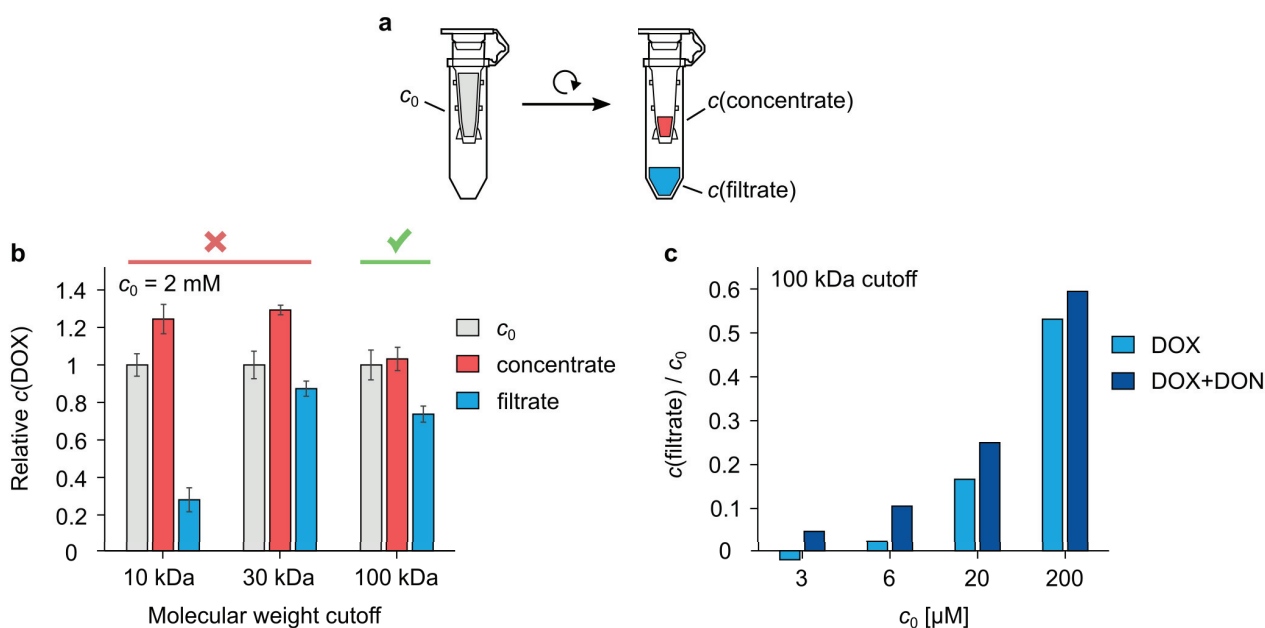 a
c0
c(concentrate)
c(filtrate)
b
c0 = 2 mM
Relative c(DOX)
1.4
1.2
1
0.8
0.6
0.4
0.2
0
10 kDa
30 kDa
100 kDa
Molecular weight cutoff
c0
concentrate
filtrate
c
100 kDa cutoff
c(filtrate) / c0
0.6
0.5
0.4
0.3
0.2
0.1
0
3
6
20
200
c0 [µM]
DOX
DOX+DON